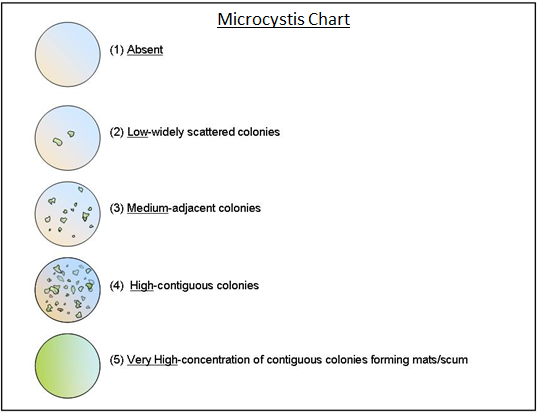 Microcystis Chart
(1) Absent
(2) Low-widely scattered colonies
(3) Medium-adjacent colonies
(4) High-contiguous colonies
(5) Very High-concentration of contiguous colonies forming mats/scum